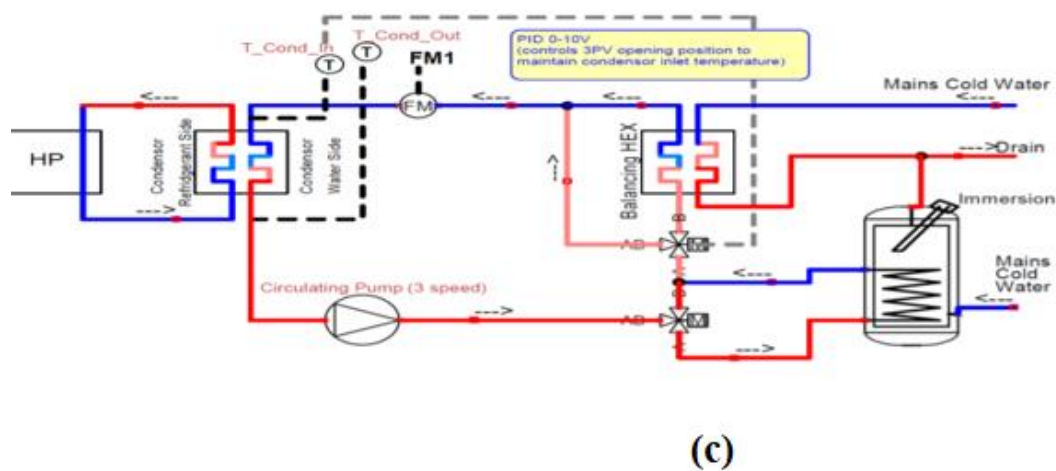 PID 0-10V
(controls 3PV opening position to
maintain condensor inlet temperature)
T_Cond_In
T_Cond_Out
T
T
FM1
FM
Mains Cold Water
<---
<---
<---
<---
HP
Condensor
Refrigerant Side
Condensor
Water Side
--->
Balancing HEX
--->
Drain
Immersion
--->
B
AB
M
A
<---
Mains
Cold
Water
<---
Circulating Pump (3 speed)
--->
B
AB
M
A
--->
(c)